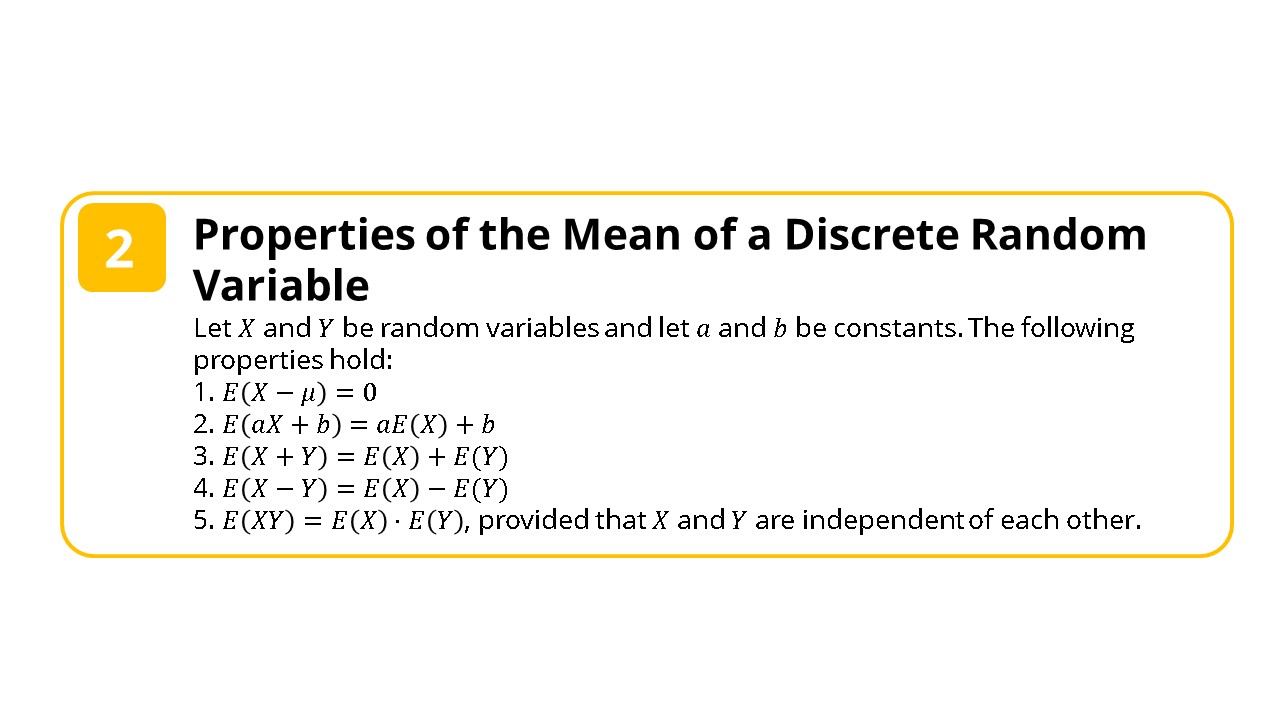 2
Properties of the Mean of a Discrete Random
Variable
Let X and Y be random variables and let a and b be constants. The following
properties hold:
1. E(X − μ) = 0
2. E(aX + b) = aE(X) + b
3. E(X + Y) = E(X) + E(Y)
4. E(X − Y) = E(X) − E(Y)
5. E(XY) = E(X) · E(Y), provided that X and Y are independent of each other.